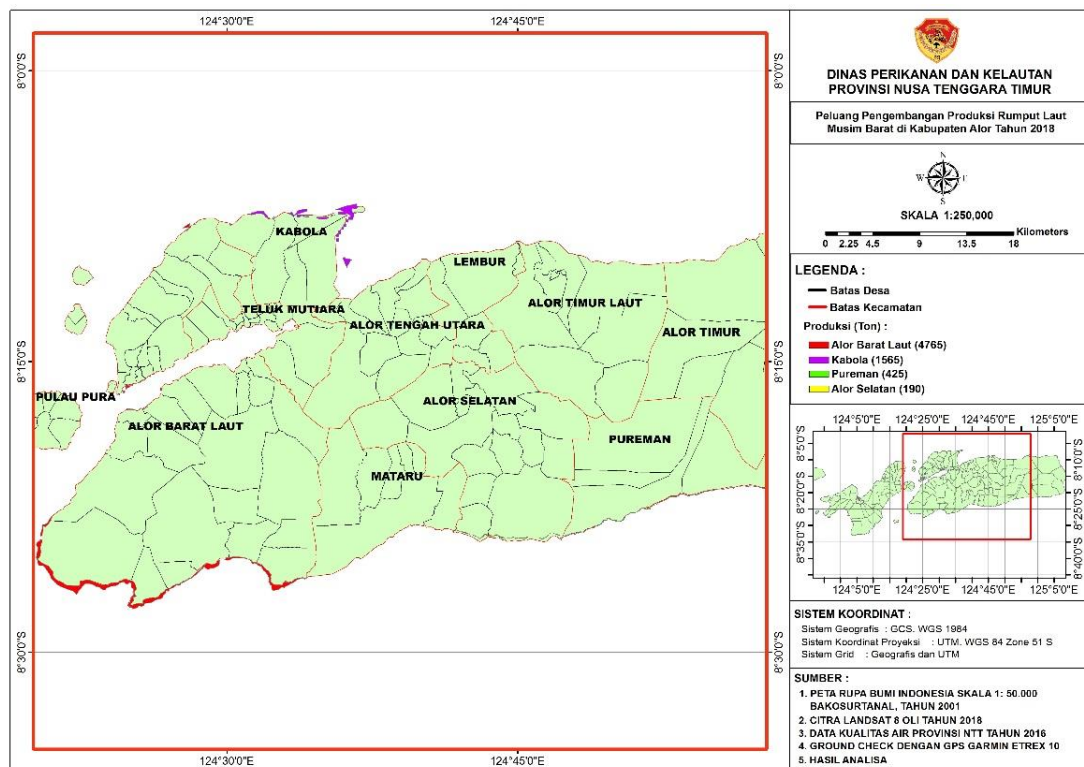 124°30'0"E 124°45'0"E
8°0'0"S 8°0'0"S
KABOLA
LEMBUR
TELUK MUTIARA
ALOR TIMUR LAUT
ALOR TENGAH UTARA
ALOR TIMUR
8°15'0"S 8°15'0"S
PULAU PURA
ALOR SELATAN
ALOR BARAT LAUT
PUREMAN
MATARU
8°30'0"S 8°30'0"S
124°30'0"E 124°45'0"E
DINAS PERIKANAN DAN KELAUTAN
PROVINSI NUSA TENGGARA TIMUR
Peluang Pengembangan Produksi Rumput Laut
Musim Barat di Kabupaten Alor Tahun 2018
N
W E
S
SKALA 1:250,000
Kilometers
0 2.25 4.5 9 13.5 18
LEGENDA :
Batas Desa
Batas Kecamatan
Produksi (Ton) :
Alor Barat Laut (4765)
Kabola (1565)
Pureman (425)
Alor Selatan (190)
124°5'0"E 124°25'0"E 124°45'0"E 125°5'0"E
8°5'0"S 8°10'0"S
8°20'0"S 8°25'0"S
8°35'0"S 8°40'0"S
124°5'0"E 124°25'0"E 124°45'0"E 125°5'0"E
SISTEM KOORDINAT :
Sistem Geografis : GCS. WGS 1984
Sistem Koordinat Proyeksi : UTM. WGS 84 Zone 51 S
Sistem Grid : Geografis dan UTM
SUMBER :
1. PETA RUPA BUMI INDONESIA SKALA 1: 50.000
BAKOSURTANAL, TAHUN 2001
2. CITRA LANDSAT 8 OLI TAHUN 2018
3. DATA KUALITAS AIR PROVINSI NTT TAHUN 2016
4. GROUND CHECK DENGAN GPS GARMIN ETREX 10
5. HASIL ANALISA